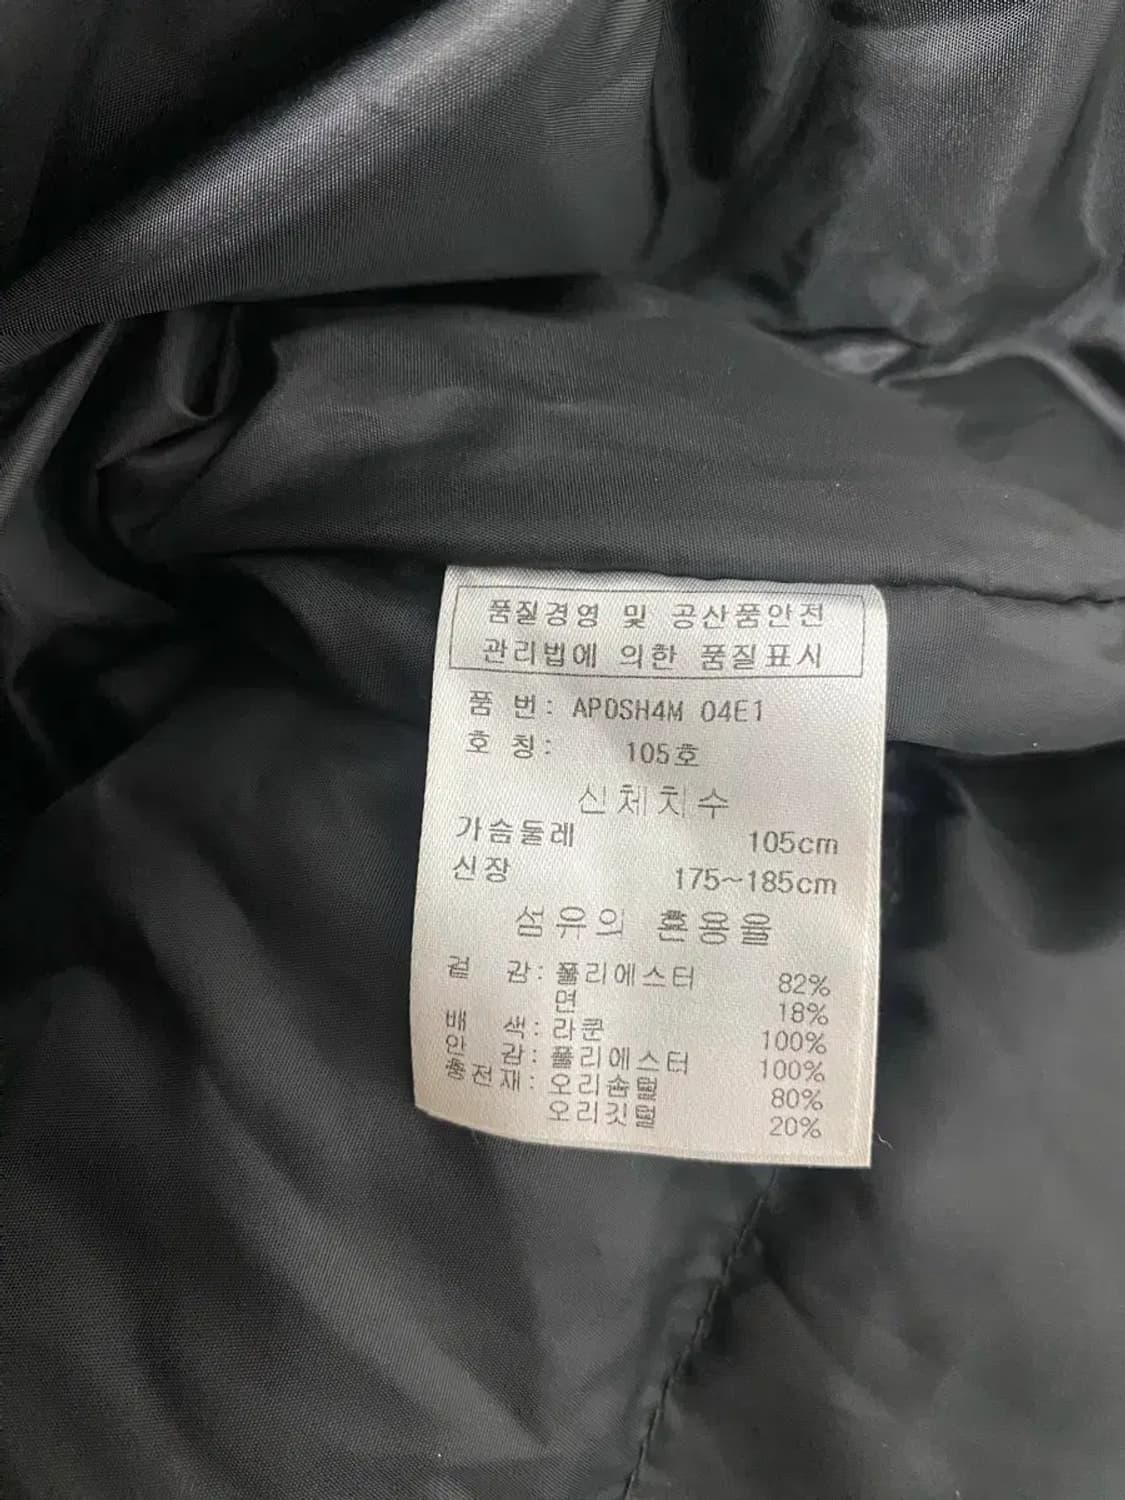 품질경영 및 공산품안전
관리법에 의한 품질표시
품 번: APDSH4M 04E1
호 칭: 105호
신체치수
가슴둘레 105cm
신장 175~185cm
섬유의 혼용율
겉 감: 폴리에스터 82%
면 18%
배 색: 라쿤 100%
안 감: 폴리에스터 100%
충전재: 오리솜털 80%
오리깃털 20%